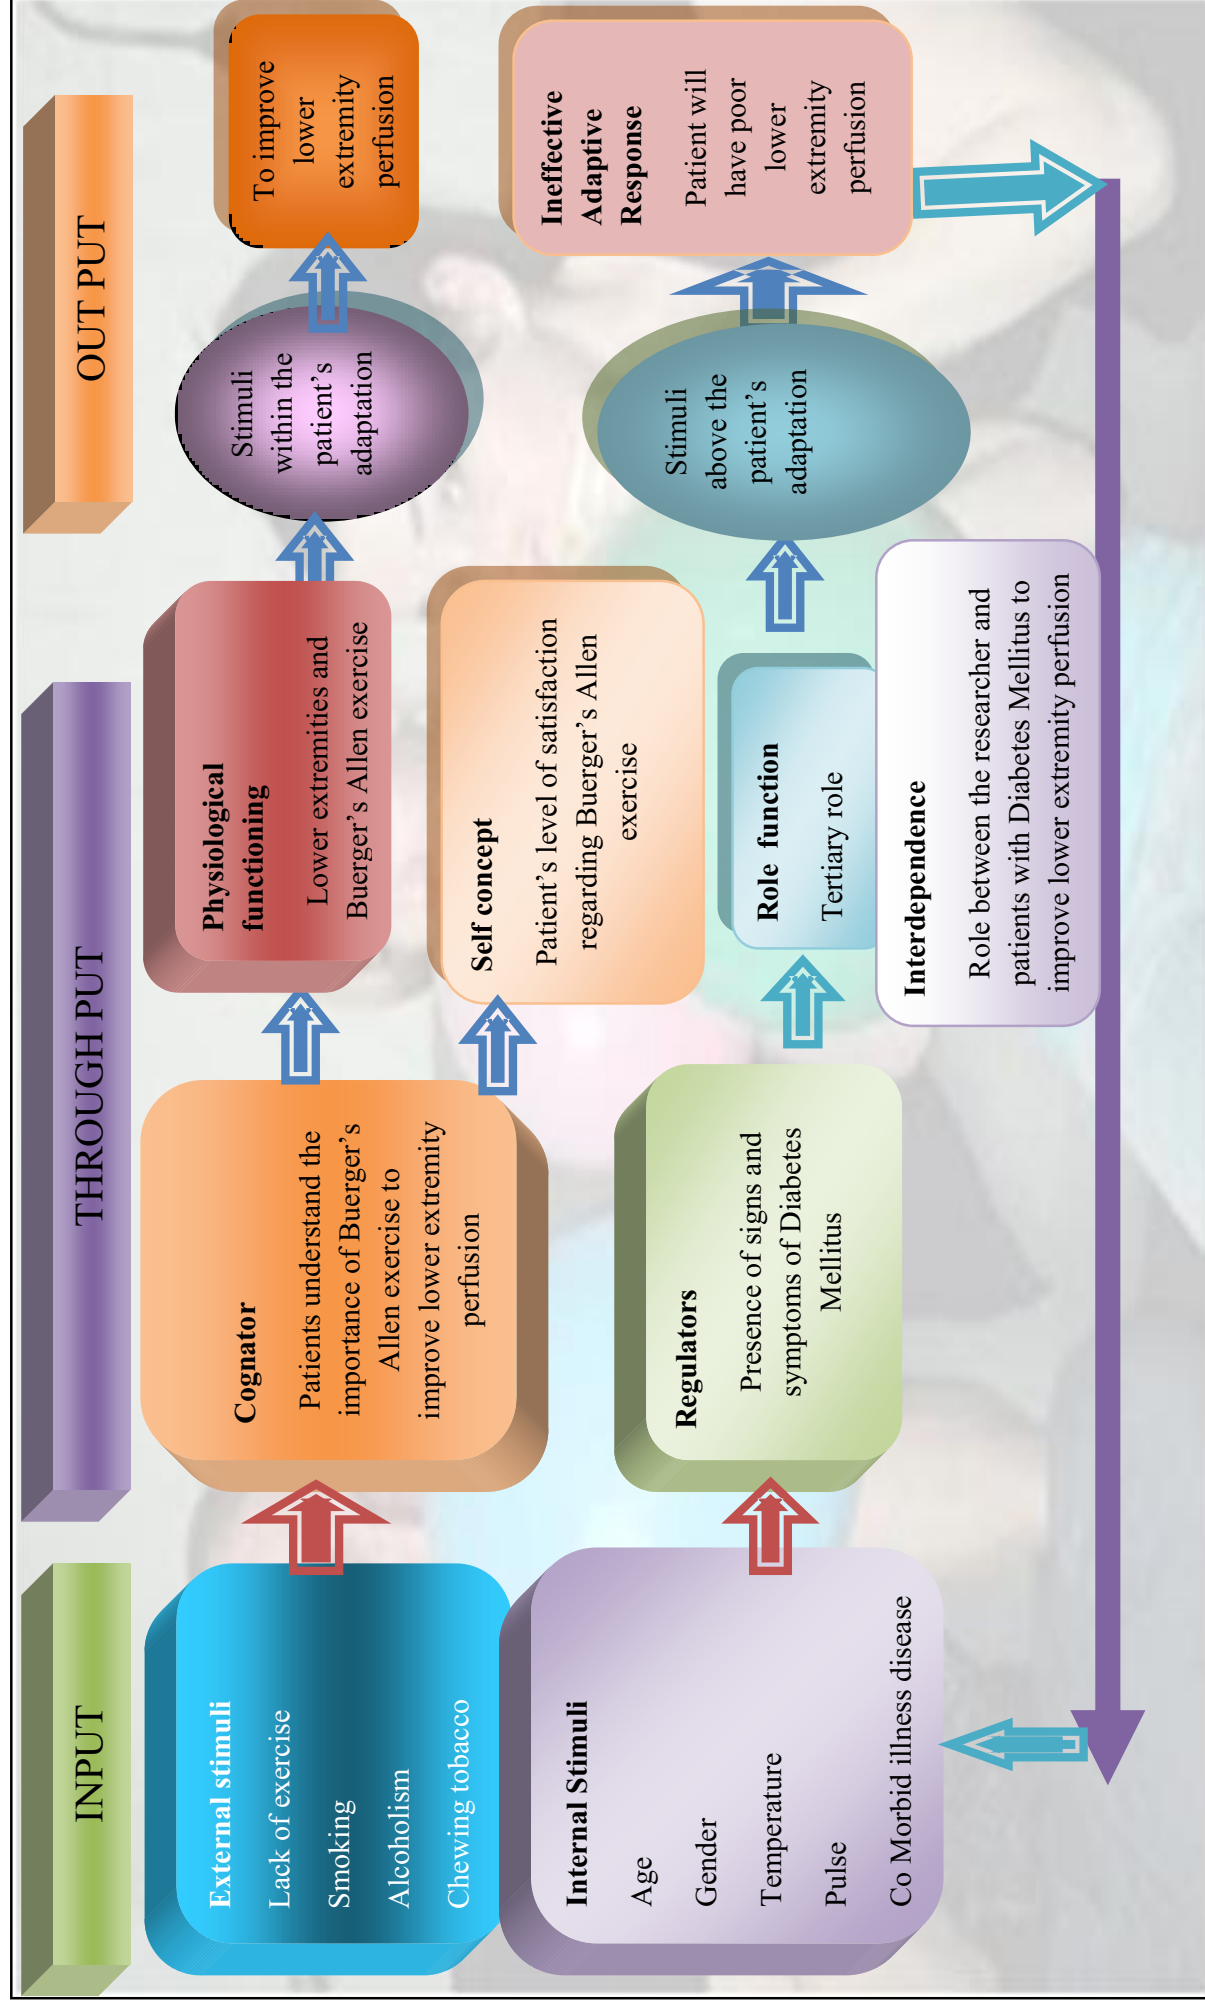 INPUT
THROUGH PUT
OUT PUT
External stimuli
Lack of exercise
Smoking
Alcoholism
Chewing tobacco
Internal Stimuli
Age
Gender
Temperature
Pulse
Co Morbid illness disease
Cognator
Patients understand the
importance of Buerger’s
Allen exercise to
improve lower extremity
perfusion
Regulators
Presence of signs and
symptoms of Diabetes
Mellitus
Physiological
functioning
Lower extremities and
Buerger’s Allen exercise
Self concept
Patient’s level of satisfaction
regarding Buerger’s Allen
exercise
Role function
Tertiary role
Interdependence
Role between the researcher and
patients with Diabetes Mellitus to
improve lower extremity perfusion
Stimuli
within the
patient’s
adaptation
Stimuli
above the
patient’s
adaptation
To improve
lower
extremity
perfusion
Ineffective
Adaptive
Response
Patient will
have poor
lower
extremity
perfusion